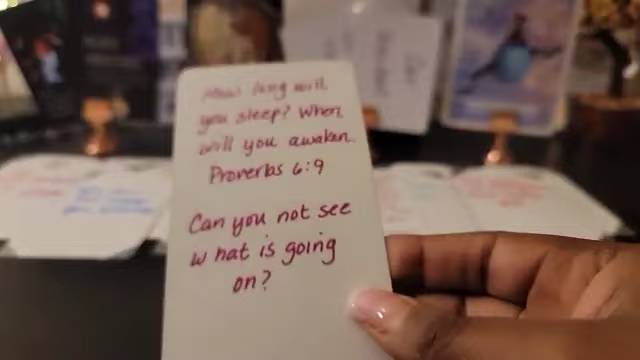 How long will
you sleep? When
will you awaken.
Proverbs 6:9
Can you not see
what is going
on?